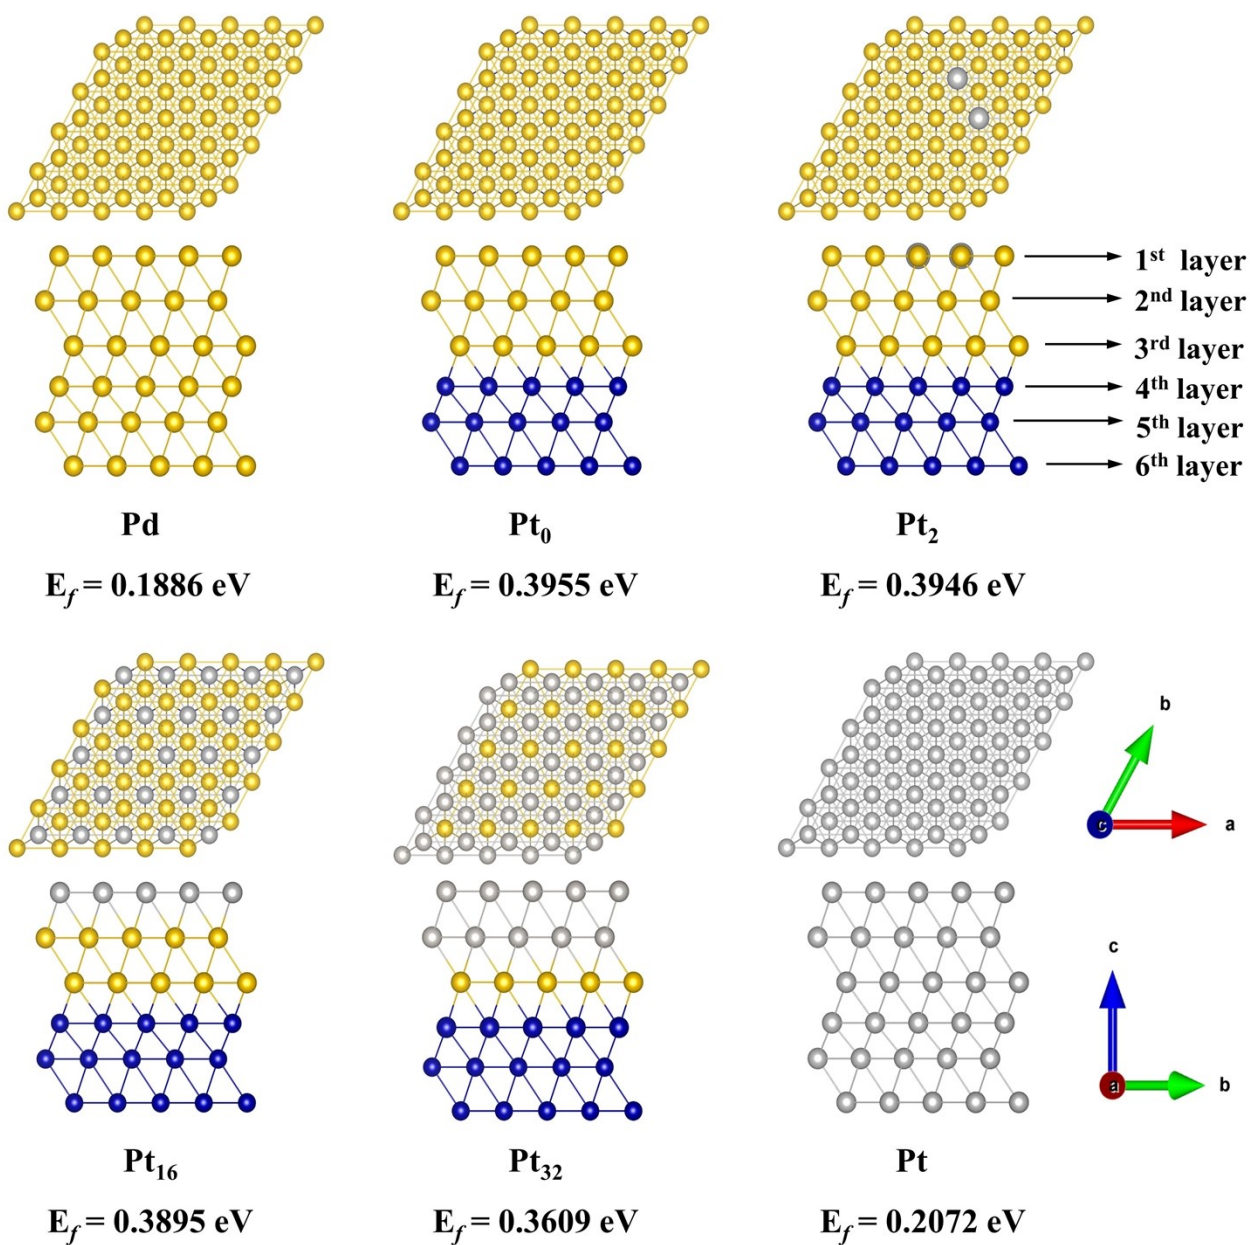 1st layer
2nd layer
3rd layer
4th layer
5th layer
6th layer
Pd
Pt0
Pt2
Ef = 0.1886 eV
Ef = 0.3955 eV
Ef = 0.3946 eV
b
c
a
c
a
b
Pt16
Pt32
Pt
Ef = 0.3895 eV
Ef = 0.3609 eV
Ef = 0.2072 eV